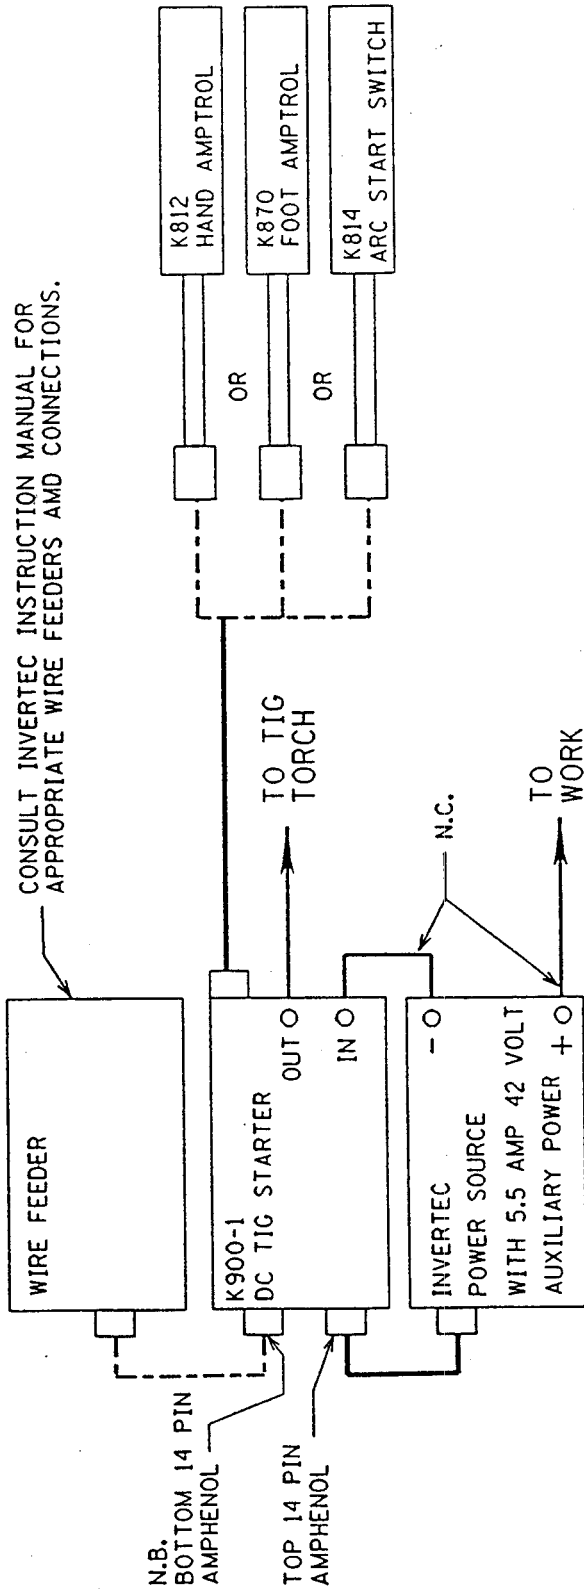 CONSULT INVERTEC INSTRUCTION MANUAL FOR
APPROPRIATE WIRE FEEDERS AMD CONNECTIONS.
WIRE FEEDER
N.B.
BOTTOM 14 PIN
AMPHENOL
TOP 14 PIN
AMPHENOL
K900-1
DC TIG STARTER
OUT
IN
TO TIG
TORCH
K812
HAND AMPTROL
OR
K870
FOOT AMPTROL
OR
K814
ARC START SWITCH
N.C.
INVERTEC
POWER SOURCE
WITH 5.5 AMP 42 VOLT
AUXILIARY POWER
-
+
TO
WORK